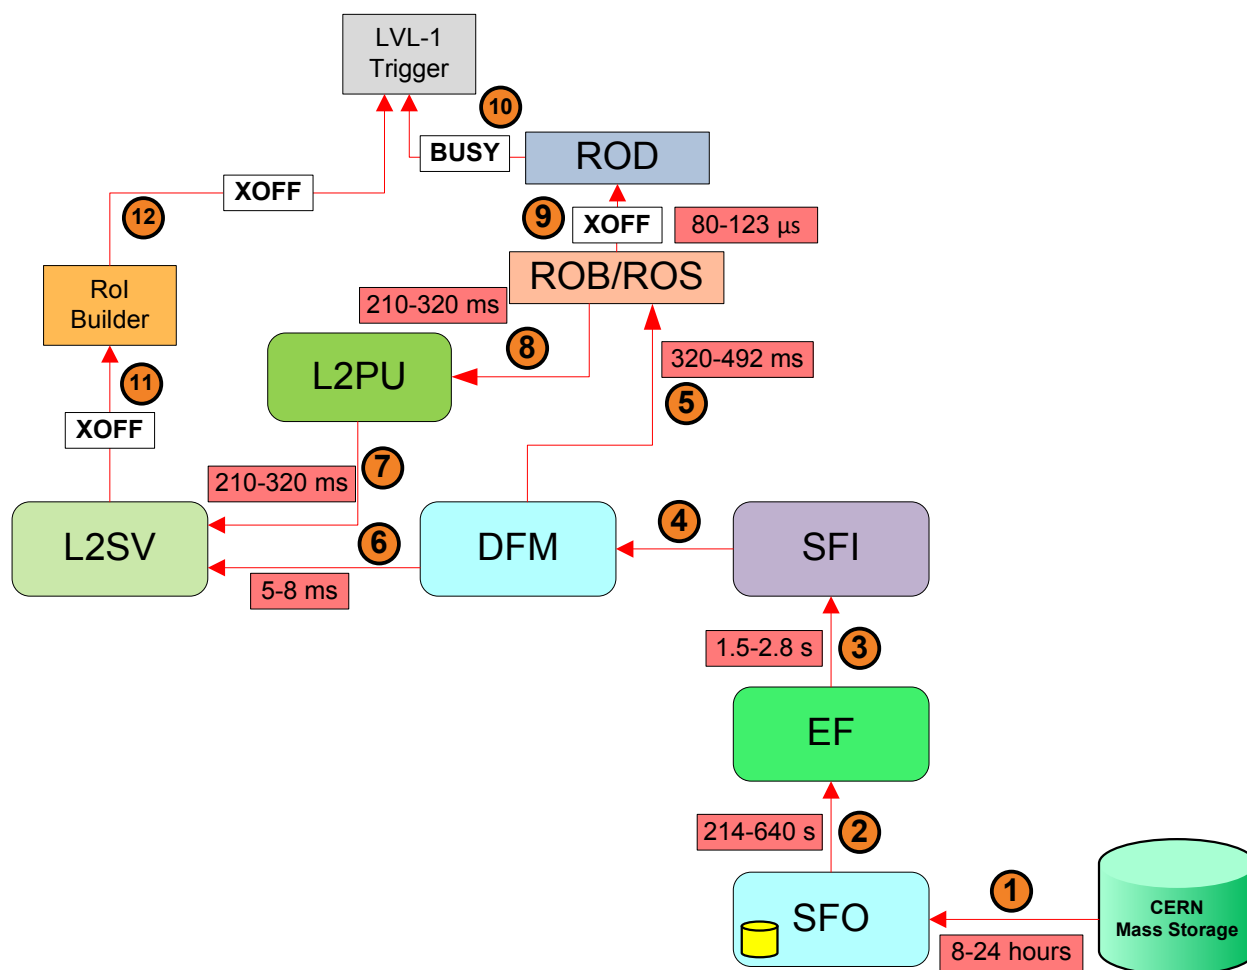 LVL-1
Trigger
10
BUSY
ROD
XOFF
12
9
XOFF
80-123 µs
ROB/ROS
RoI
Builder
210-320 ms
8
L2PU
320-492 ms
11
5
XOFF
7
210-320 ms
4
6
L2SV
DFM
SFI
5-8 ms
1.5-2.8 s
3
EF
214-640 s
2
1
SFO
CERN
Mass Storage
8-24 hours